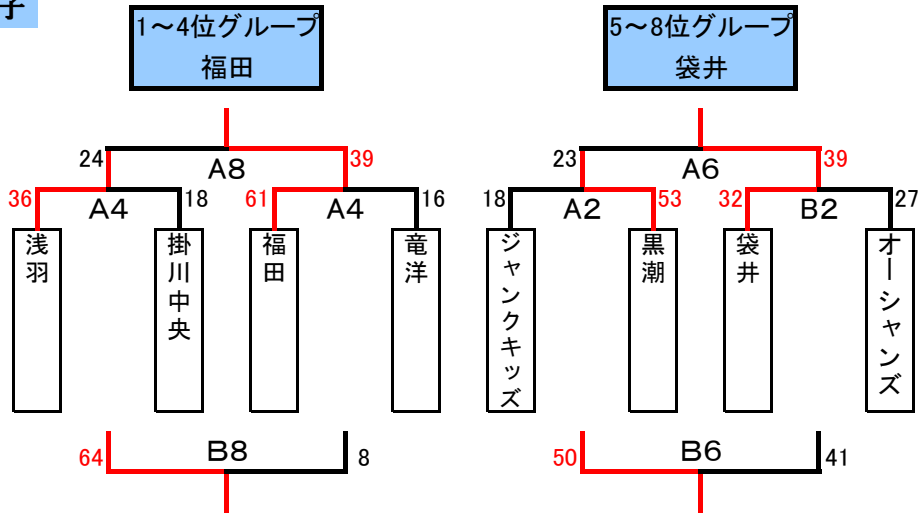 子
1～4位グループ
福田
5～8位グループ
袋井
24
A8
39
23
A6
39
36
A4
18
61
A4
16
18
A2
53
32
B2
27
浅羽
掛川中央
福田
竜洋
ジャンクキッズ
黒潮
袋井
オーシャンズ
64
B8
8
50
B6
41